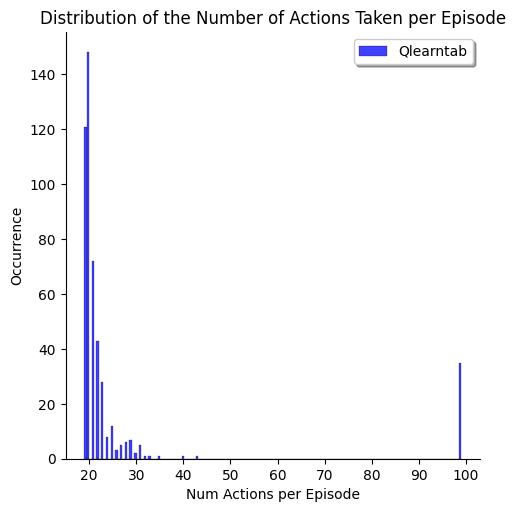 Distribution of the Number of Actions Taken per Episode
Qlearntab
140
120
100
80
60
40
20
0
Occurrence
20 30 40 50 60 70 80 90 100
Num Actions per Episode